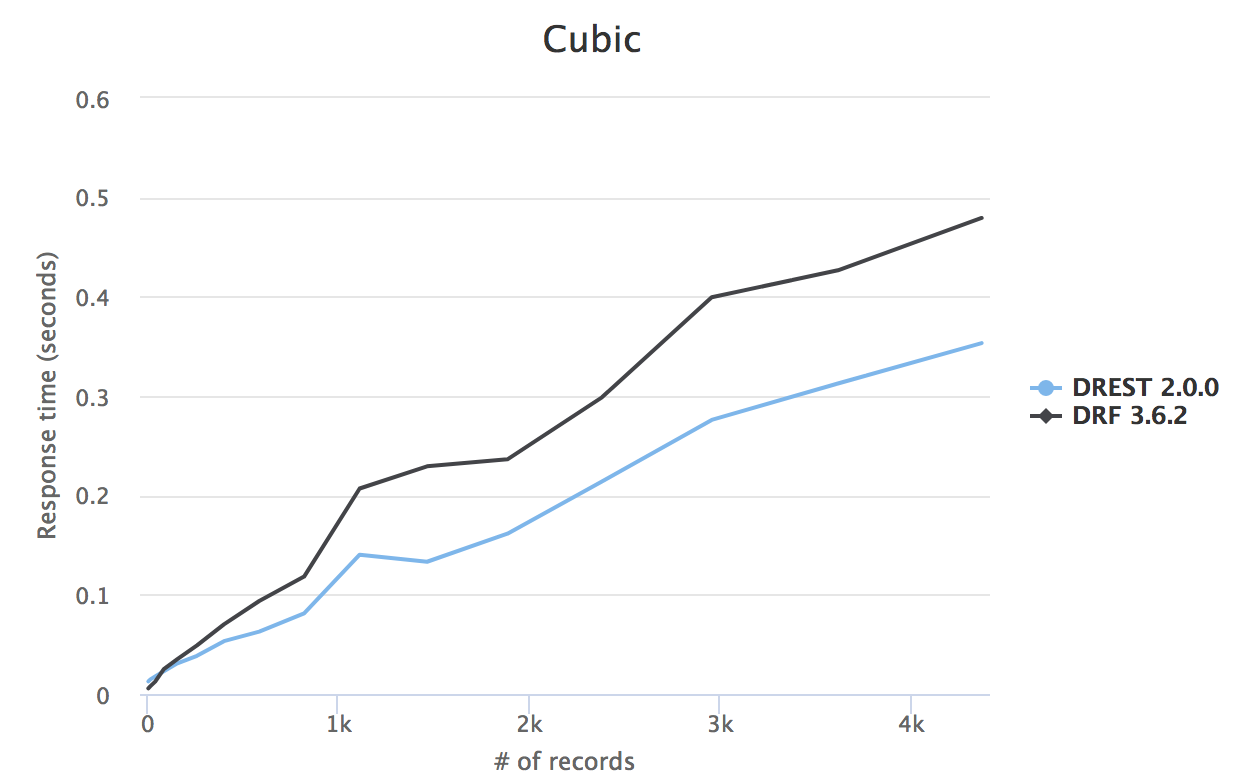 Cubic
0.6
0.5
0.4
0.3
0.2
0.1
0
Response time (seconds)
0 1k 2k 3k 4k
# of records
DREST 2.0.0
DRF 3.6.2